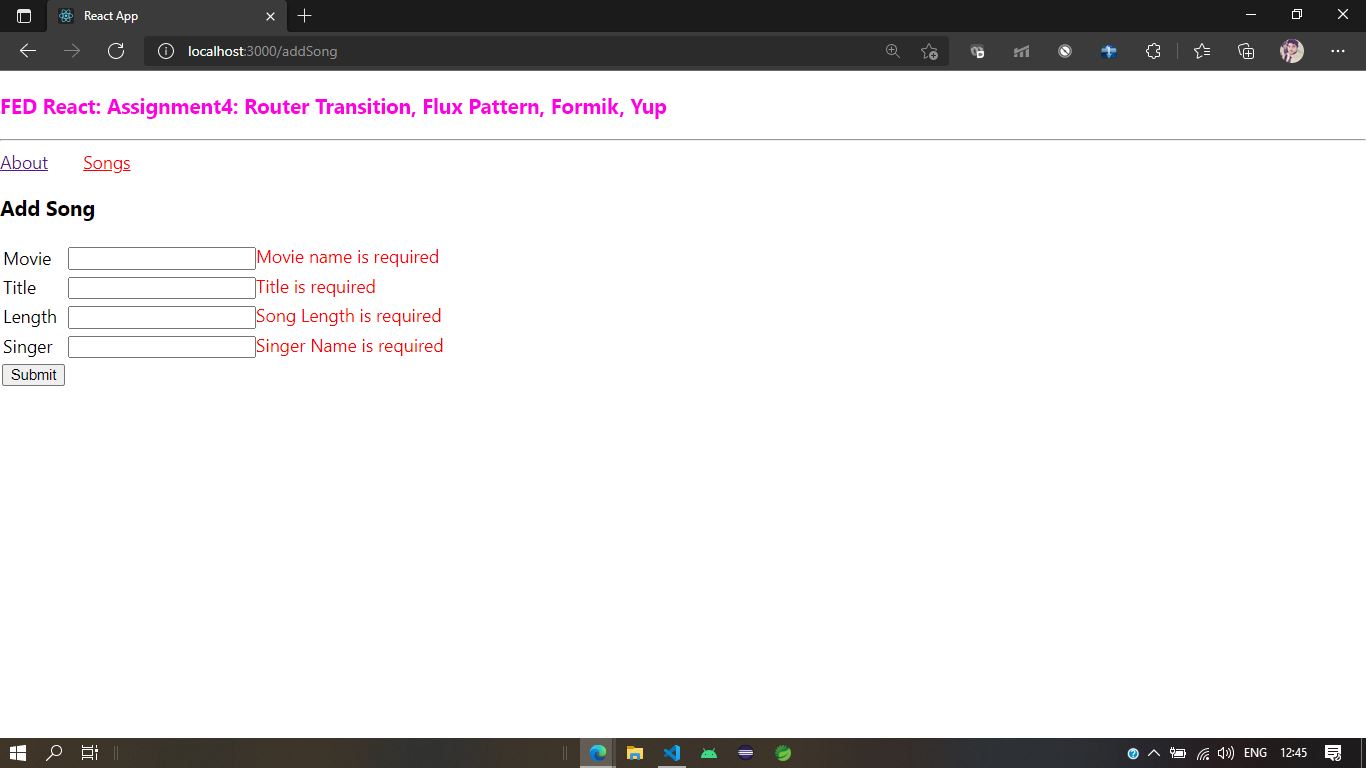 React App
localhost:3000/addSong
FED React: Assignment4: Router Transition, Flux Pattern, Formik, Yup
About Songs
Add Song
Movie Movie name is required
Title Title is required
Length Song Length is required
Singer Singer Name is required
Submit
ENG 12:45